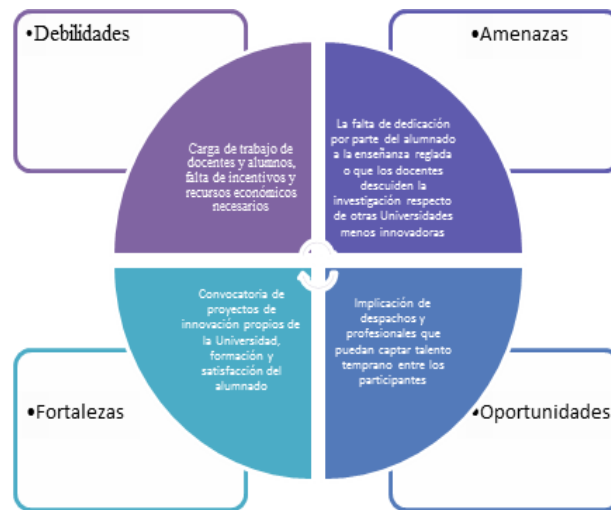 •Debilidades
•Amenazas
Carga de trabajo de
docentes y alumnos,
falta de incentivos y
recursos económicos
necesarios
La falta de dedicación
por parte del alumnado
a la enseñanza reglada
o que los docentes
descuiden la
investigación respecto
de otras Universidades
menos innovadoras
Convocatoria de
proyectos de
innovación propios de
la Universidad,
formación y
satisfacción del
alumnado
Implicación de
despachos y
profesionales que
puedan captar talento
temprano entre los
participantes
•Fortalezas
•Oportunidades